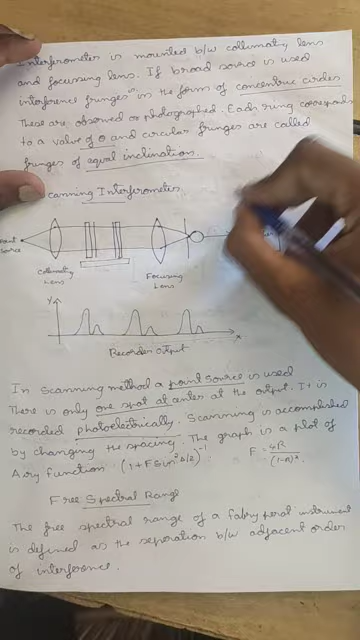 Interferometer is mounted b/w collimatg lens
and focussing lens. If broad source is used
interference fringes in the form of concentric circles
These are observed or photographed. Each ring corresponds
to a value of θ and circular fringes are called
fringes of equal inclination.
canning Interferometer
Point
Source
Collimating
Lens
Focusing
Lens
Y
X
Recorder Output
In Scanning method a point source is used
There is only one spot at center at the output. It is
recorded photoelectrically. Scanning is accomplished
by changing the spacing. The graph is a plot of
Airy function : (1 + F Sin² Δ/2)⁻¹ F = 4R/(1-R)².
Free Spectral Range
The free spectral range of a fabry perot instrument
is defined as the seperation b/w adjacent order
of interference.